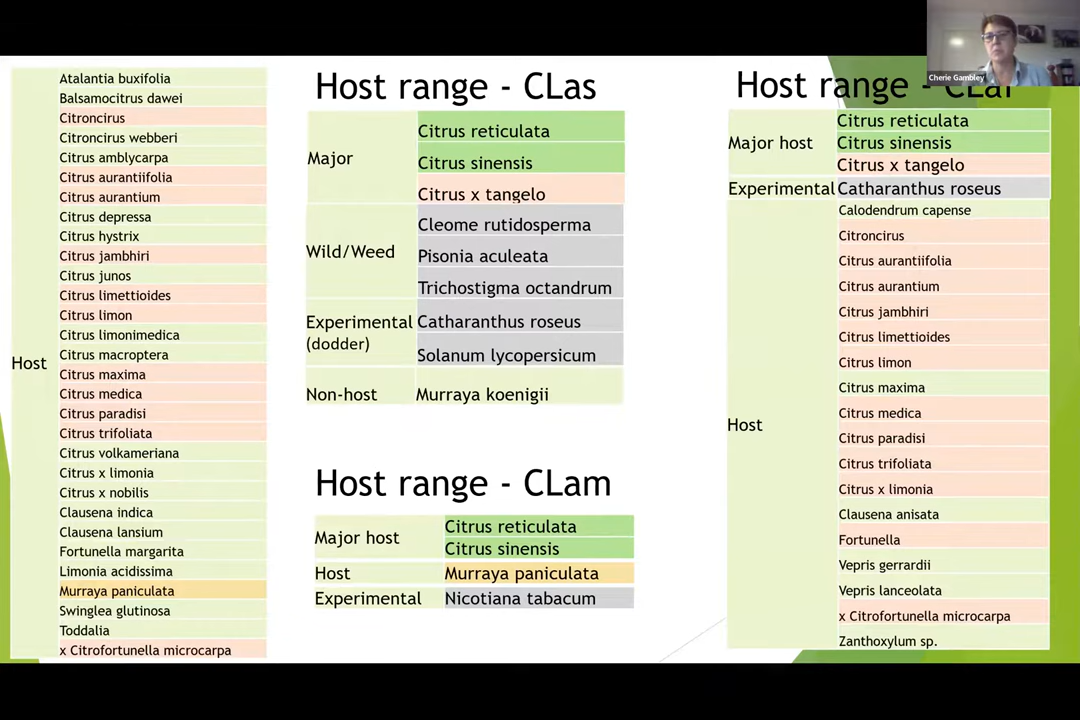 Host
Atalantia buxifolia
Balsamocitrus dawei
Citroncirus
Citroncirus webberi
Citrus amblycarpa
Citrus aurantiifolia
Citrus aurantium
Citrus depressa
Citrus hystrix
Citrus jambhiri
Citrus junos
Citrus limettioides
Citrus limon
Citrus limonimedica
Citrus macroptera
Citrus maxima
Citrus medica
Citrus paradisi
Citrus trifoliata
Citrus volkameriana
Citrus x limonia
Citrus x nobilis
Clausena indica
Clausena lansium
Fortunella margarita
Limonia acidissima
Murraya paniculata
Swinglea glutinosa
Toddalia
x Citrofortunella microcarpa
Host range - CLas
Major
Citrus reticulata
Citrus sinensis
Citrus x tangelo
Wild/Weed
Cleome rutidosperma
Pisonia aculeata
Trichostigma octandrum
Experimental
(dodder)
Catharanthus roseus
Solanum lycopersicum
Non-host
Murraya koenigii
Host range - CLam
Major host
Citrus reticulata
Citrus sinensis
Host
Murraya paniculata
Experimental
Nicotiana tabacum
Cherie Gambley
Host range - CLaf
Major host
Citrus reticulata
Citrus sinensis
Citrus x tangelo
Experimental
Catharanthus roseus
Host
Calodendrum capense
Citroncirus
Citrus aurantiifolia
Citrus aurantium
Citrus jambhiri
Citrus limettioides
Citrus limon
Citrus maxima
Citrus medica
Citrus paradisi
Citrus trifoliata
Citrus x limonia
Clausena anisata
Fortunella
Vepris gerrardii
Vepris lanceolata
x Citrofortunella microcarpa
Zanthoxylum sp.